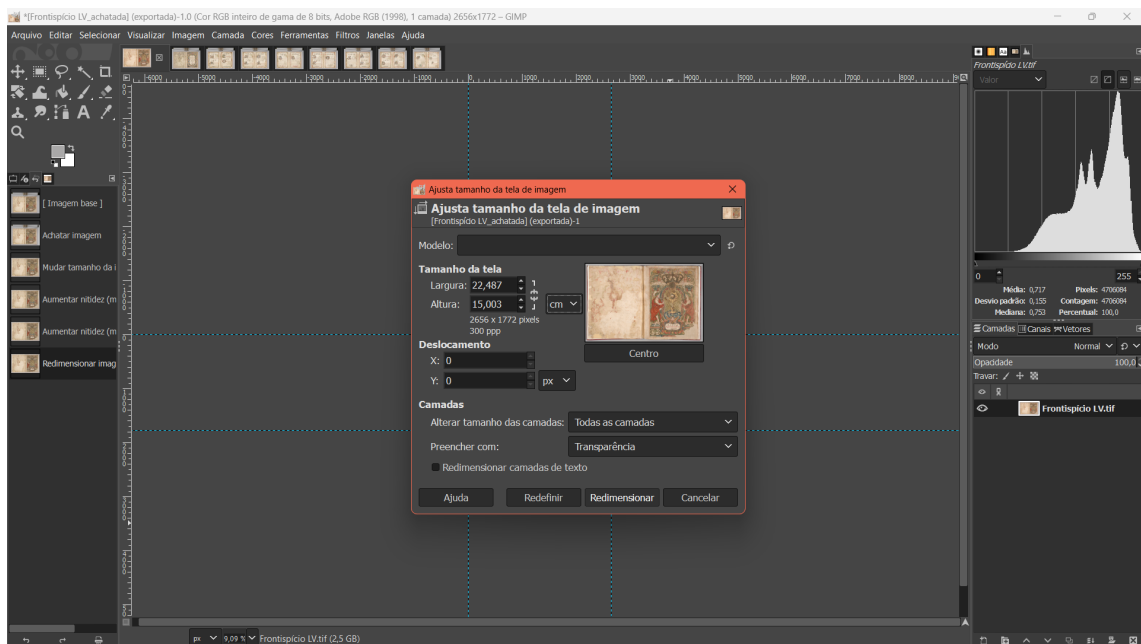 *[Frontispício LV_achatada] (exportada)-1.0 (Cor RGB inteiro de gama de 8 bits, Adobe RGB (1998), 1 camada) 2656x1772 – GIMP
Arquivo Editar Selecionar Visualizar Imagem Camada Cores Ferramentas Filtros Janelas Ajuda
[ Imagem base ]
Achatar imagem
Mudar tamanho da i
Aumentar nitidez (m
Aumentar nitidez (m
Redimensionar imag
Ajusta tamanho da tela de imagem
Ajusta tamanho da tela de imagem
[Frontispício LV_achatada] (exportada)-1
Modelo:
Tamanho da tela
Largura: 22,487
Altura: 15,003 cm
2656 x 1772 pixels
300 ppp
Centro
Deslocamento
X: 0
Y: 0 px
Camadas
Alterar tamanho das camadas: Todas as camadas
Preencher com: Transparência
Redimensionar camadas de texto
Ajuda Redefinir Redimensionar Cancelar
Frontispício LV.tif
Valor
0 255
Média: 0,717 Pixels: 4706084
Desvio padrão: 0,155 Contagem: 4706084
Mediana: 0,753 Percentual: 100,0
Camadas Canais Vetores
Modo Normal
Opacidade 100,0
Travar:
Frontispício LV.tif
px 9,09 % Frontispício LV.tif (2,5 GB)